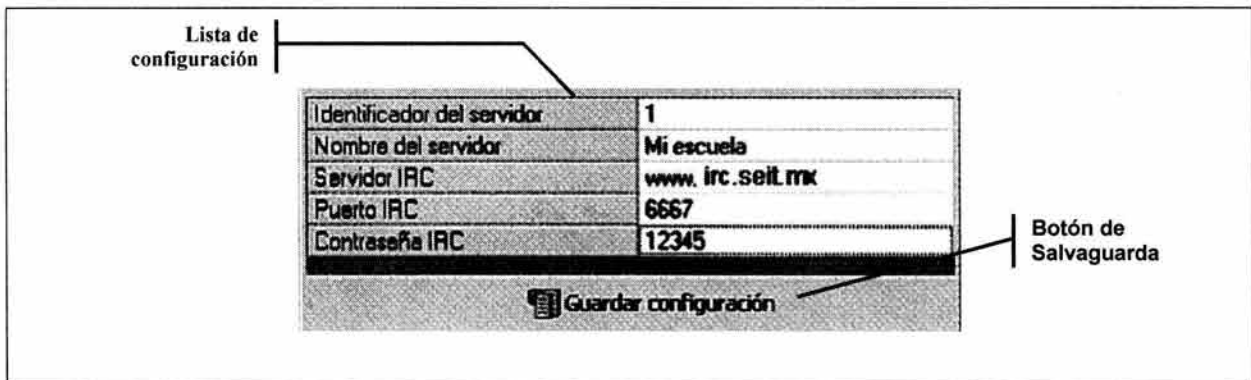 Lista de
configuración
Identificador del servidor 1
Nombre del servidor Mi escuela
Servidor IRC www. irc.seit.mx
Puerto IRC 6667
Contraseña IRC 12345
Botón de
Salvaguarda
Guardar configuración